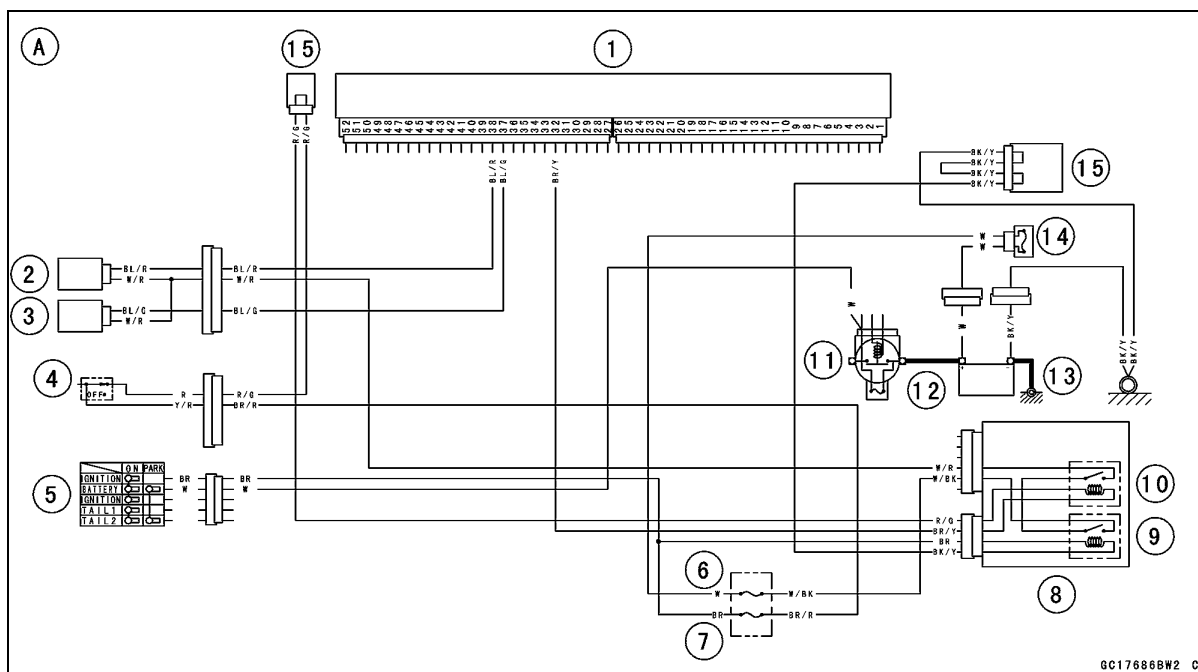 A
15
1
52 51 50 49 48 47 46 45 44 43 42 41 40 39 38 37 36 35 34 33 32 31 30 29 28 27 26 25 24 23 22 21 20 19 18 17 16 15 14 13 12 11 10 9 8 7 6 5 4 3 2 1
R/G
R/G
BL/R
BL/G
BR/Y
BK/Y
BK/Y
BK/Y
BK/Y
15
W
W
14
2
BL/R
W/R
BL/R
W/R
3
BL/G
W/R
BL/G
W
W
BK/Y
BK/Y
BK/Y
11
12
+
-
13
4
OFF
R
Y/R
R/G
BR/R
5
ON PARK
IGNITION
BATTERY
IGNITION
TAIL1
TAIL2
BR
W
BR
W
W/R
W/BK
10
R/G
BR/Y
BR
BK/Y
9
8
6
W
W/BK
BR
BR/R
7
GC17686BW2 C